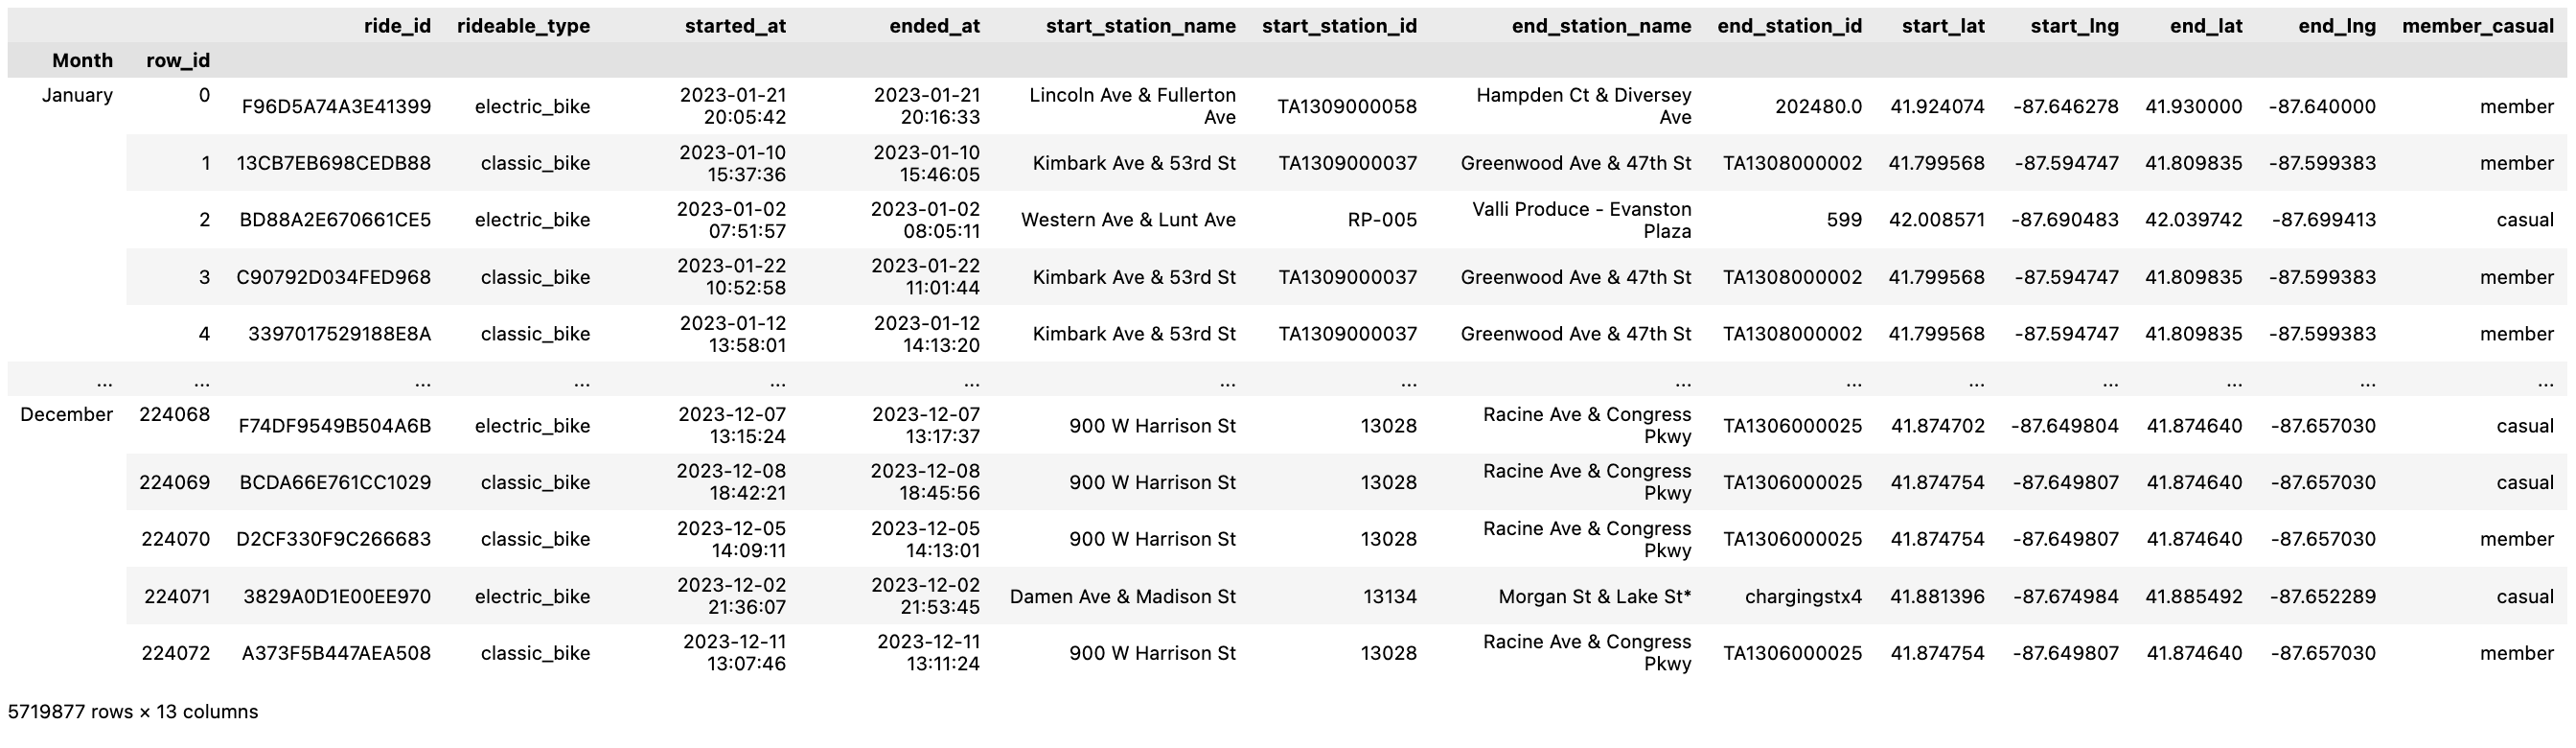 ride_id rideable_type started_at ended_at start_station_name start_station_id end_station_name end_station_id start_lat start_lng end_lat end_lng member_casual
Month row_id
January 0 F96D5A74A3E41399 electric_bike 2023-01-21 20:05:42 2023-01-21 20:16:33 Lincoln Ave & Fullerton Ave TA1309000058 Hampden Ct & Diversey Ave 202480.0 41.924074 -87.646278 41.930000 -87.640000 member
1 13CB7EB698CEDB88 classic_bike 2023-01-10 15:37:36 2023-01-10 15:46:05 Kimbark Ave & 53rd St TA1309000037 Greenwood Ave & 47th St TA1308000002 41.799568 -87.594747 41.809835 -87.599383 member
2 BD88A2E670661CE5 electric_bike 2023-01-02 07:51:57 2023-01-02 08:05:11 Western Ave & Lunt Ave RP-005 Valli Produce - Evanston Plaza 599 42.008571 -87.690483 42.039742 -87.699413 casual
3 C90792D034FED968 classic_bike 2023-01-22 10:52:58 2023-01-22 11:01:44 Kimbark Ave & 53rd St TA1309000037 Greenwood Ave & 47th St TA1308000002 41.799568 -87.594747 41.809835 -87.599383 member
4 3397017529188E8A classic_bike 2023-01-12 13:58:01 2023-01-12 14:13:20 Kimbark Ave & 53rd St TA1309000037 Greenwood Ave & 47th St TA1308000002 41.799568 -87.594747 41.809835 -87.599383 member
... ... ... ... ... ... ... ... ... ... ... ... ... ... ...
December 224068 F74DF9549B504A6B electric_bike 2023-12-07 13:15:24 2023-12-07 13:17:37 900 W Harrison St 13028 Racine Ave & Congress Pkwy TA1306000025 41.874702 -87.649804 41.874640 -87.657030 casual
224069 BCDA66E761CC1029 classic_bike 2023-12-08 18:42:21 2023-12-08 18:45:56 900 W Harrison St 13028 Racine Ave & Congress Pkwy TA1306000025 41.874754 -87.649807 41.874640 -87.657030 casual
224070 D2CF330F9C266683 classic_bike 2023-12-05 14:09:11 2023-12-05 14:13:01 900 W Harrison St 13028 Racine Ave & Congress Pkwy TA1306000025 41.874754 -87.649807 41.874640 -87.657030 member
224071 3829A0D1E00EE970 electric_bike 2023-12-02 21:36:07 2023-12-02 21:53:45 Damen Ave & Madison St 13134 Morgan St & Lake St* chargingstx4 41.881396 -87.674984 41.885492 -87.652289 casual
224072 A373F5B447AEA508 classic_bike 2023-12-11 13:07:46 2023-12-11 13:11:24 900 W Harrison St 13028 Racine Ave & Congress Pkwy TA1306000025 41.874754 -87.649807 41.874640 -87.657030 member
5719877 rows × 13 columns